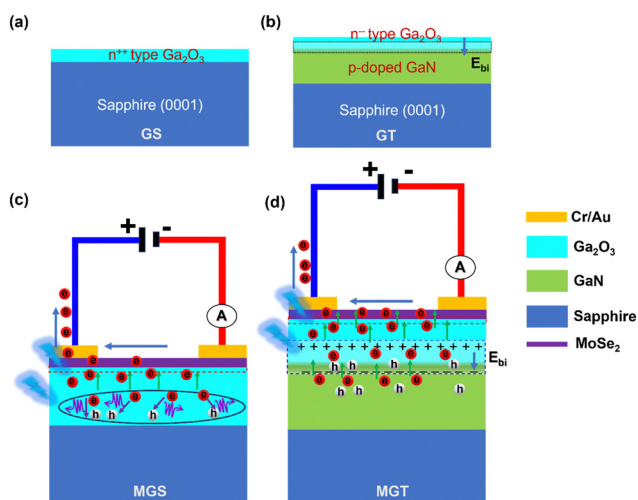 (a)
n++ type Ga2O3
Sapphire (0001)
GS
(b)
n− type Ga2O3
Ebi
p-doped GaN
Sapphire (0001)
GT
(c)
+ -
A
e
e
e
e
e e e e
e e e e
h h h h
MGS
(d)
+ -
A
e
e
e
e e e e
e e e e
+ + + + + + + + + + + +
e e e e
h h h
Ebi
e e e e
h h h h h
MGT
Cr/Au
Ga2O3
GaN
Sapphire
MoSe2